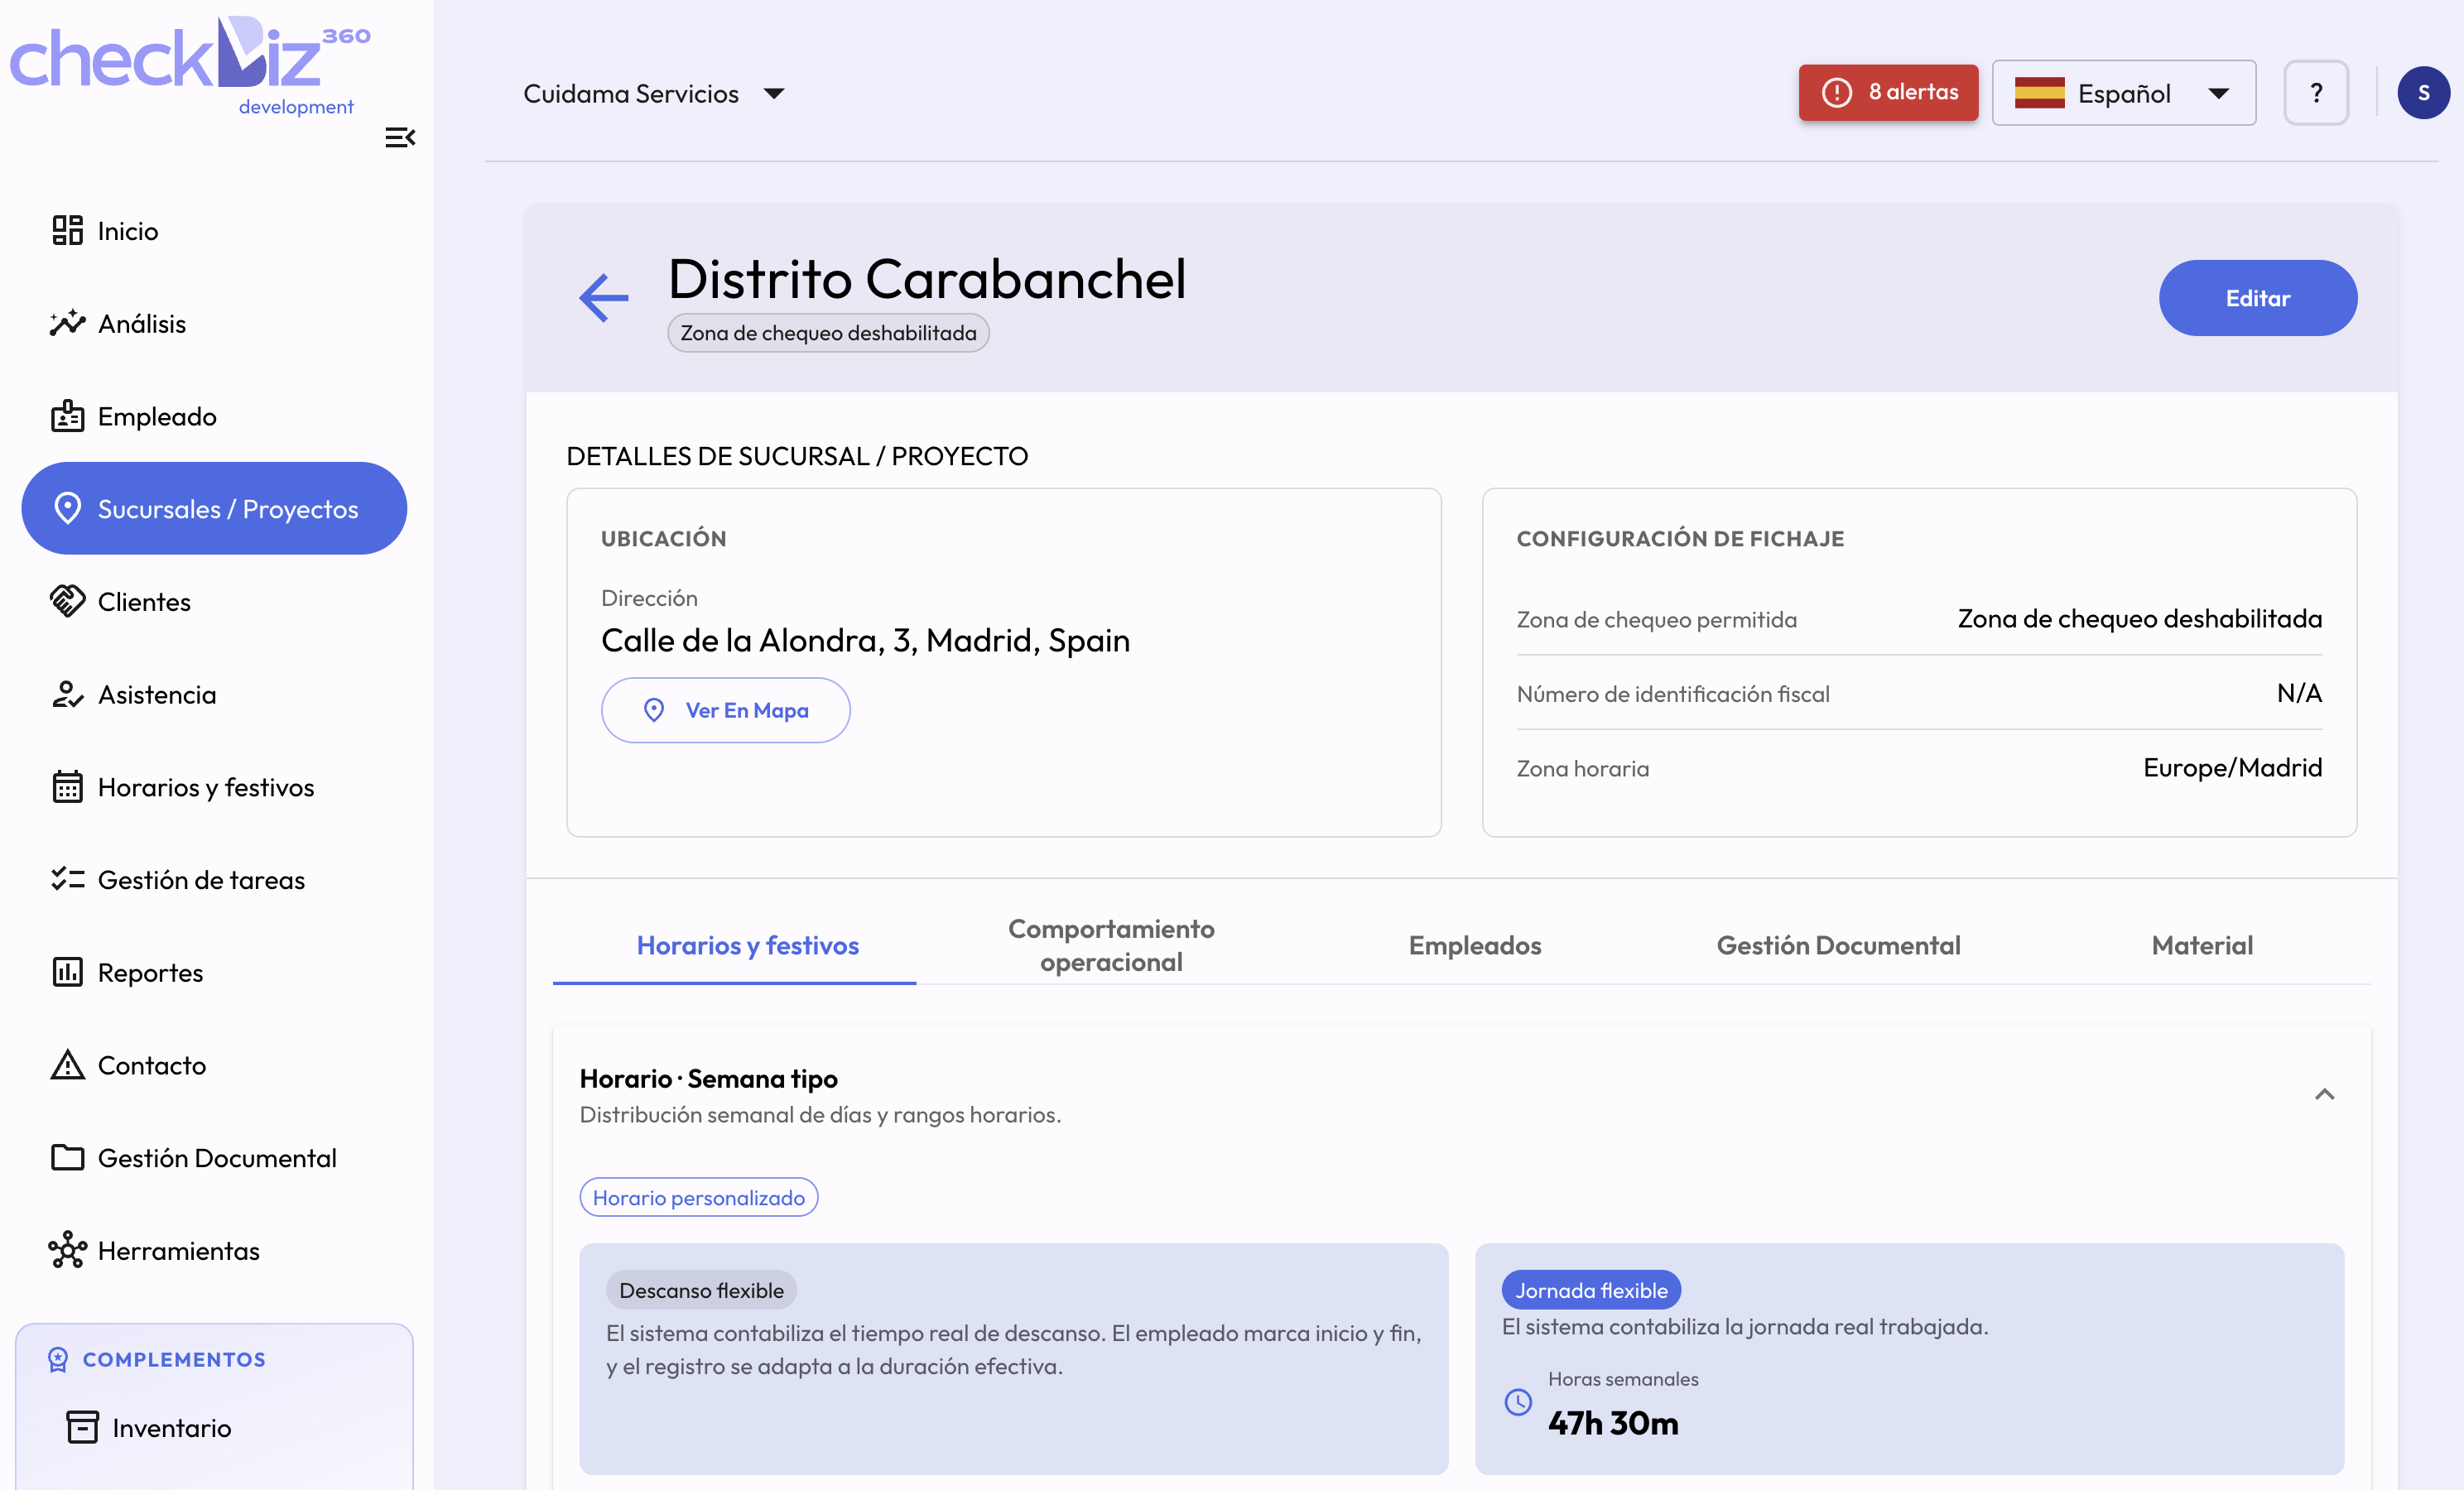 checkbiz 360
development
Cuidama Servicios
8 alertas
Español
?
S
Inicio
Análisis
Empleado
Sucursales / Proyectos
Clientes
Asistencia
Horarios y festivos
Gestión de tareas
Reportes
Contacto
Gestión Documental
Herramientas
COMPLEMENTOS
Inventario
Distrito Carabanchel
Zona de chequeo deshabilitada
Editar
DETALLES DE SUCURSAL / PROYECTO
UBICACIÓN
Dirección
Calle de la Alondra, 3, Madrid, Spain
Ver En Mapa
CONFIGURACIÓN DE FICHAJE
Zona de chequeo permitida
Zona de chequeo deshabilitada
Número de identificación fiscal
N/A
Zona horaria
Europe/Madrid
Horarios y festivos
Comportamiento
operacional
Empleados
Gestión Documental
Material
Horario · Semana tipo
Distribución semanal de días y rangos horarios.
Horario personalizado
Descanso flexible
El sistema contabiliza el tiempo real de descanso. El empleado marca inicio y fin,
y el registro se adapta a la duración efectiva.
Jornada flexible
El sistema contabiliza la jornada real trabajada.
Horas semanales
47h 30m